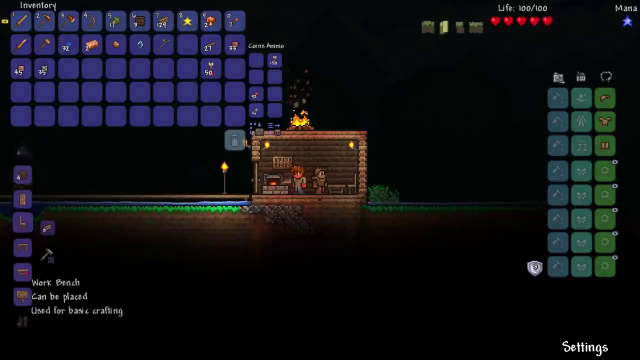 Inventory
Life: 100/100
Mana
Coins Ammo
Work Bench
Can be placed
Used for basic crafting
Settings